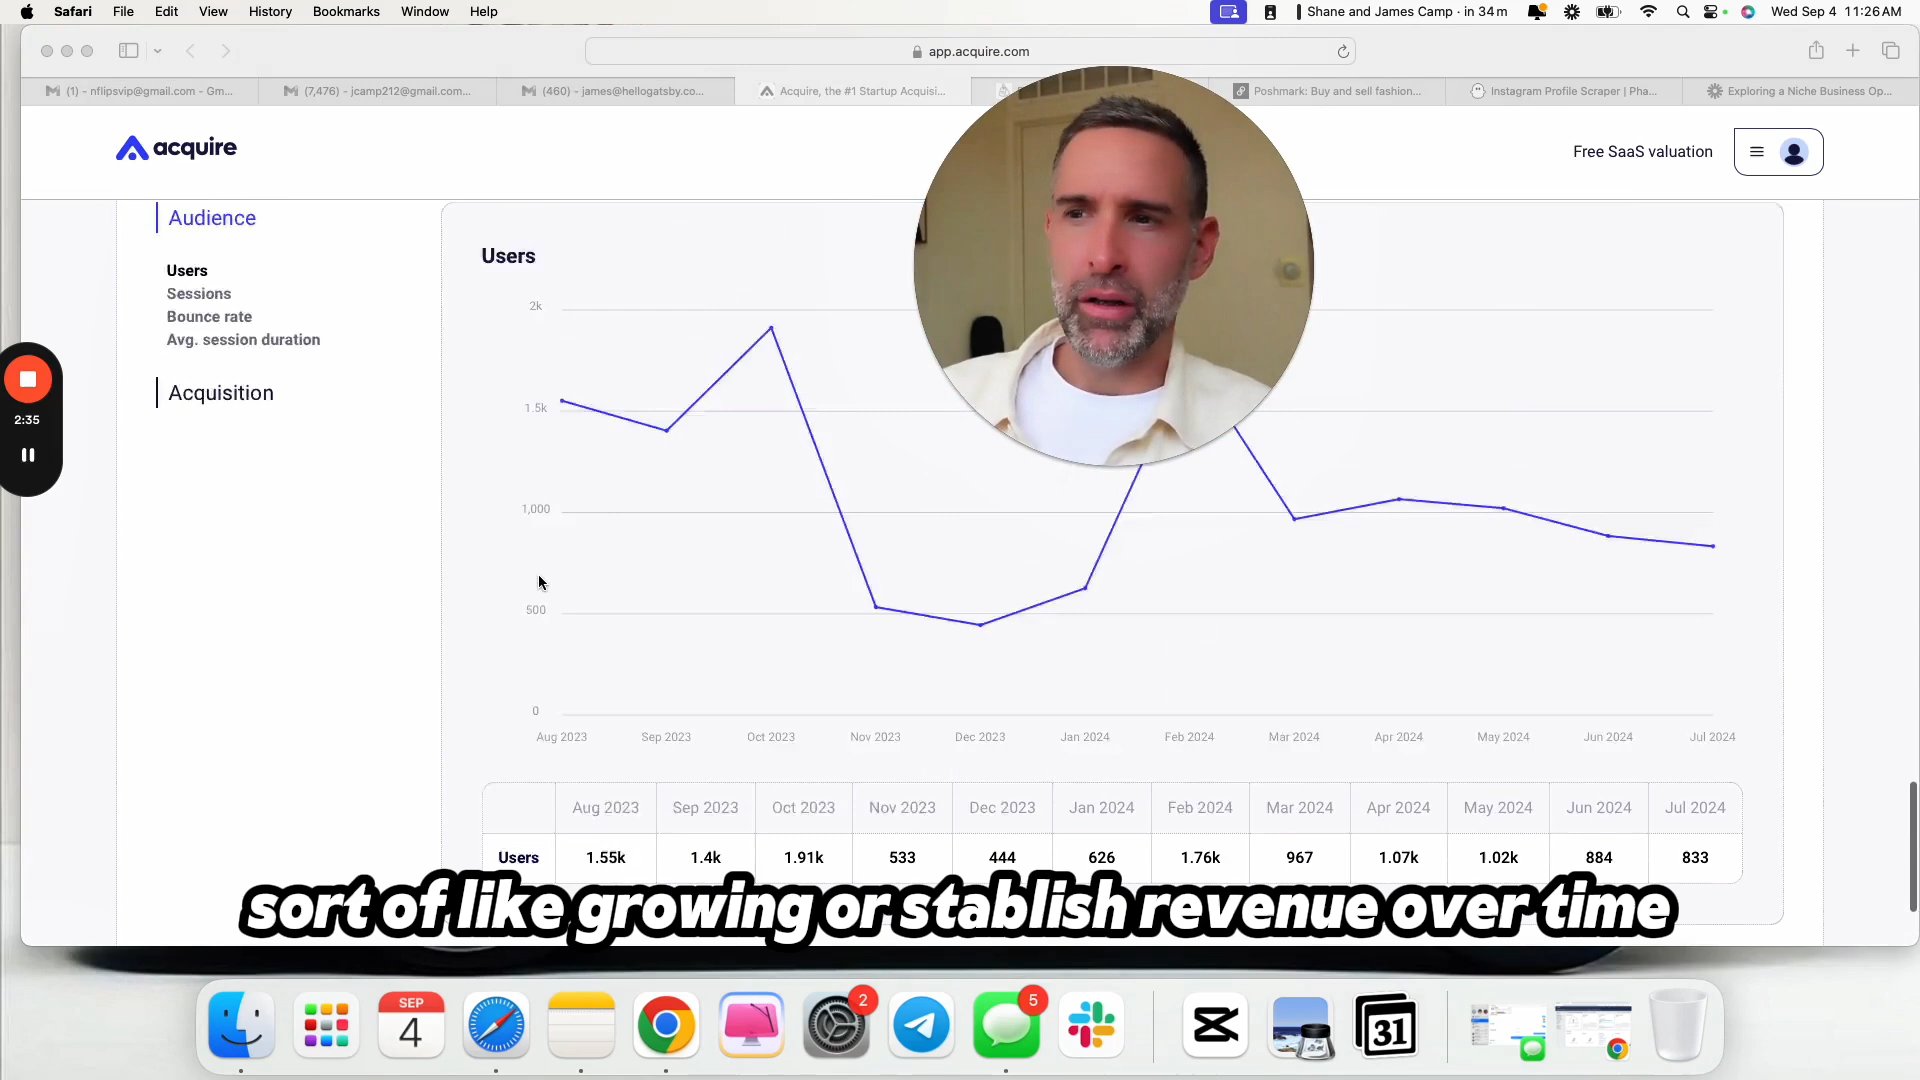 Safari File Edit View History Bookmarks Window Help
Shane and James Camp · in 34 m
Wed Sep 4 11:26 AM
app.acquire.com
(1) - nflipsvip@gmail.com - Gm...
(7,476) - jcamp212@gmail.com...
(460) - james@hellogatsby.co...
Acquire, the #1 Startup Acquisi...
Poshmark: Buy and sell fashion...
Instagram Profile Scraper | Pha...
Exploring a Niche Business Op...
acquire
Free SaaS valuation
Audience
Users
Sessions
Bounce rate
Avg. session duration
Acquisition
2:35
Users
2k
1.5k
1,000
500
0
Aug 2023 Sep 2023 Oct 2023 Nov 2023 Dec 2023 Jan 2024 Feb 2024 Mar 2024 Apr 2024 May 2024 Jun 2024 Jul 2024
Aug 2023 Sep 2023 Oct 2023 Nov 2023 Dec 2023 Jan 2024 Feb 2024 Mar 2024 Apr 2024 May 2024 Jun 2024 Jul 2024
Users 1.55k 1.4k 1.91k 533 444 626 1.76k 967 1.07k 1.02k 884 833
sort of like growing or stablish revenue over time
SEP
4
2
5
31